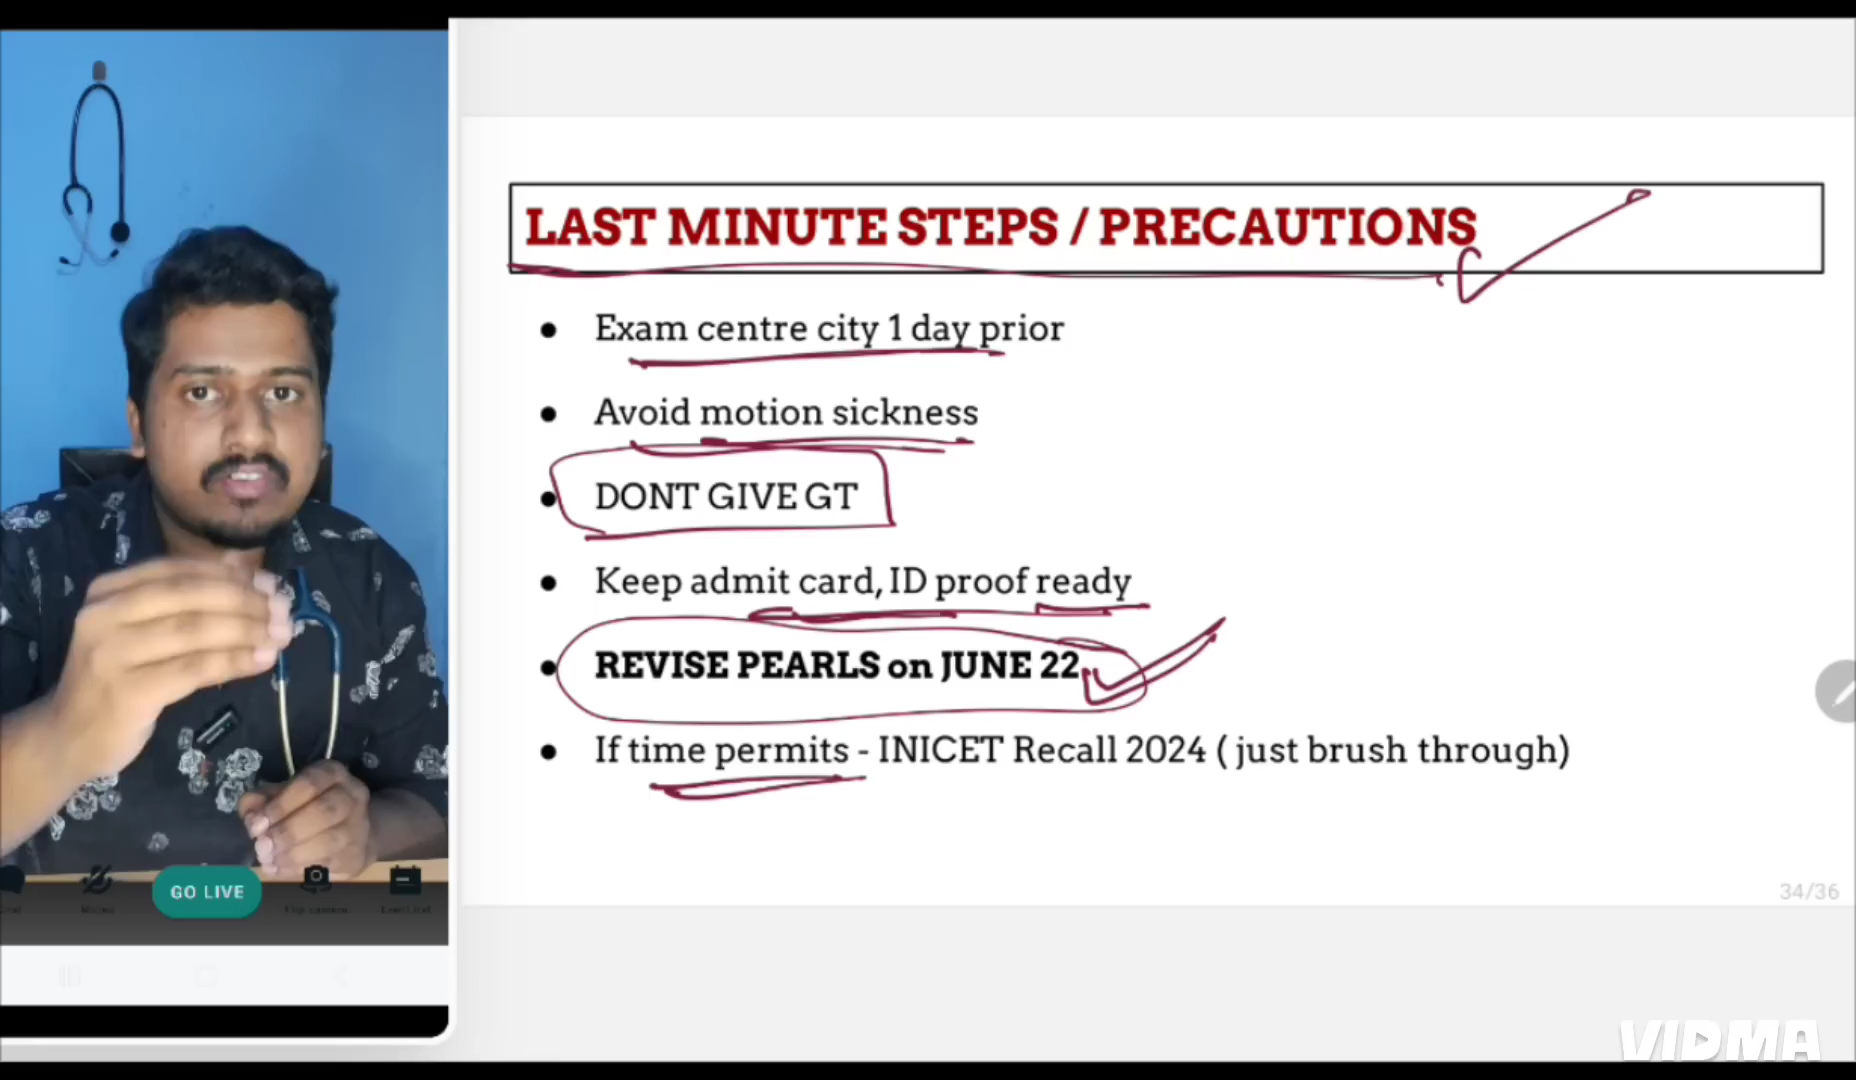 LAST MINUTE STEPS / PRECAUTIONS
● Exam centre city 1 day prior
● Avoid motion sickness
● DONT GIVE GT
● Keep admit card, ID proof ready
● REVISE PEARLS on JUNE 22
● If time permits - INICET Recall 2024 ( just brush through)
GO LIVE
34/36
VIDMA